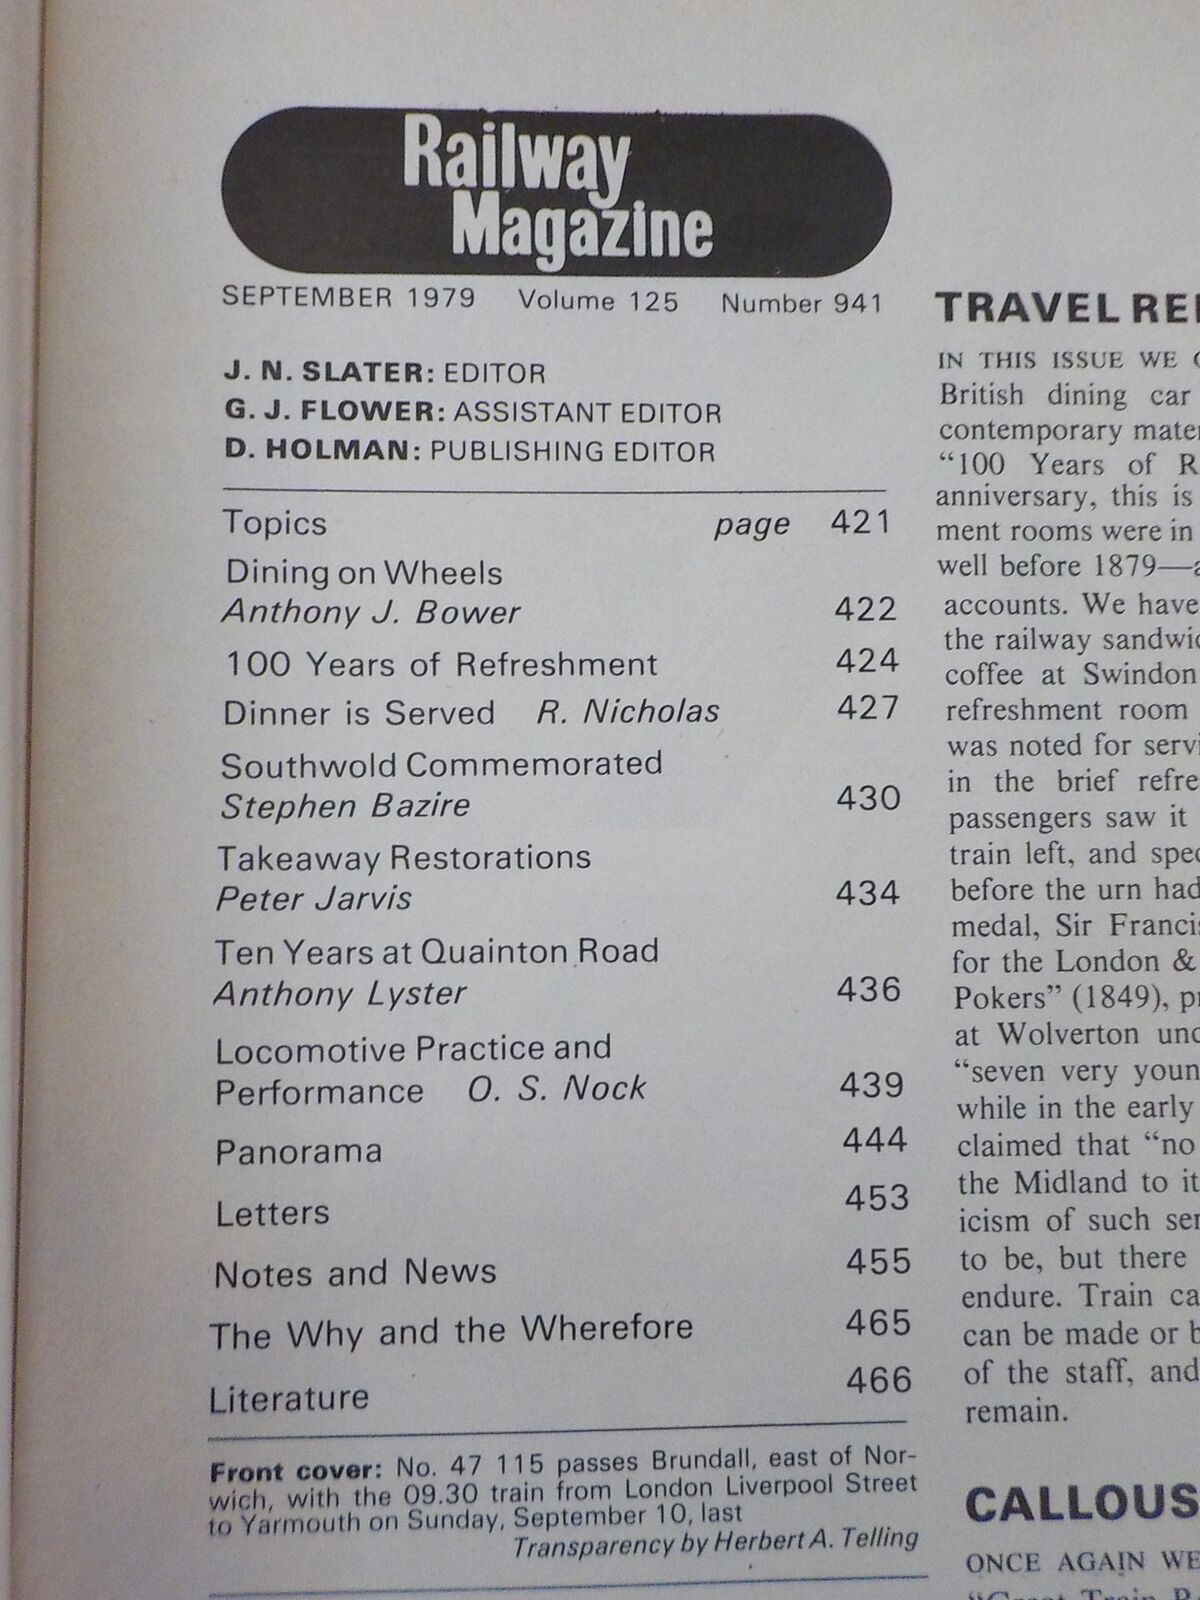 Railway
Magazine
SEPTEMBER 1979 Volume 125 Number 941
J. N. SLATER: EDITOR
G. J. FLOWER: ASSISTANT EDITOR
D. HOLMAN: PUBLISHING EDITOR
Topics page 421
Dining on Wheels
Anthony J. Bower 422
100 Years of Refreshment 424
Dinner is Served R. Nicholas 427
Southwold Commemorated
Stephen Bazire 430
Takeaway Restorations
Peter Jarvis 434
Ten Years at Quainton Road
Anthony Lyster 436
Locomotive Practice and
Performance O. S. Nock 439
Panorama 444
Letters 453
Notes and News 455
The Why and the Wherefore 465
Literature 466
Front cover: No. 47 115 passes Brundall, east of Nor-
wich, with the 09.30 train from London Liverpool Street
to Yarmouth on Sunday, September 10, last
Transparency by Herbert A. Telling
TRAVEL
IN THIS ISSUE WE
British dining car
contemporary
"100 Years of
anniversary, this is
ment rooms were in
well before 1879—
accounts. We have
the railway
coffee at Swindon
refreshment room
was noted for
in the brief
passengers saw it
train left, and
before the urn had
medal, Sir
for the London &
Pokers" (1849),
at Wolverton
"seven very
while in the early
claimed that "no
the Midland to
icism of such
to be, but there
endure. Train
can be made or
of the staff, and
remain.
CALLOUS
ONCE AGAIN WE
"Great Train